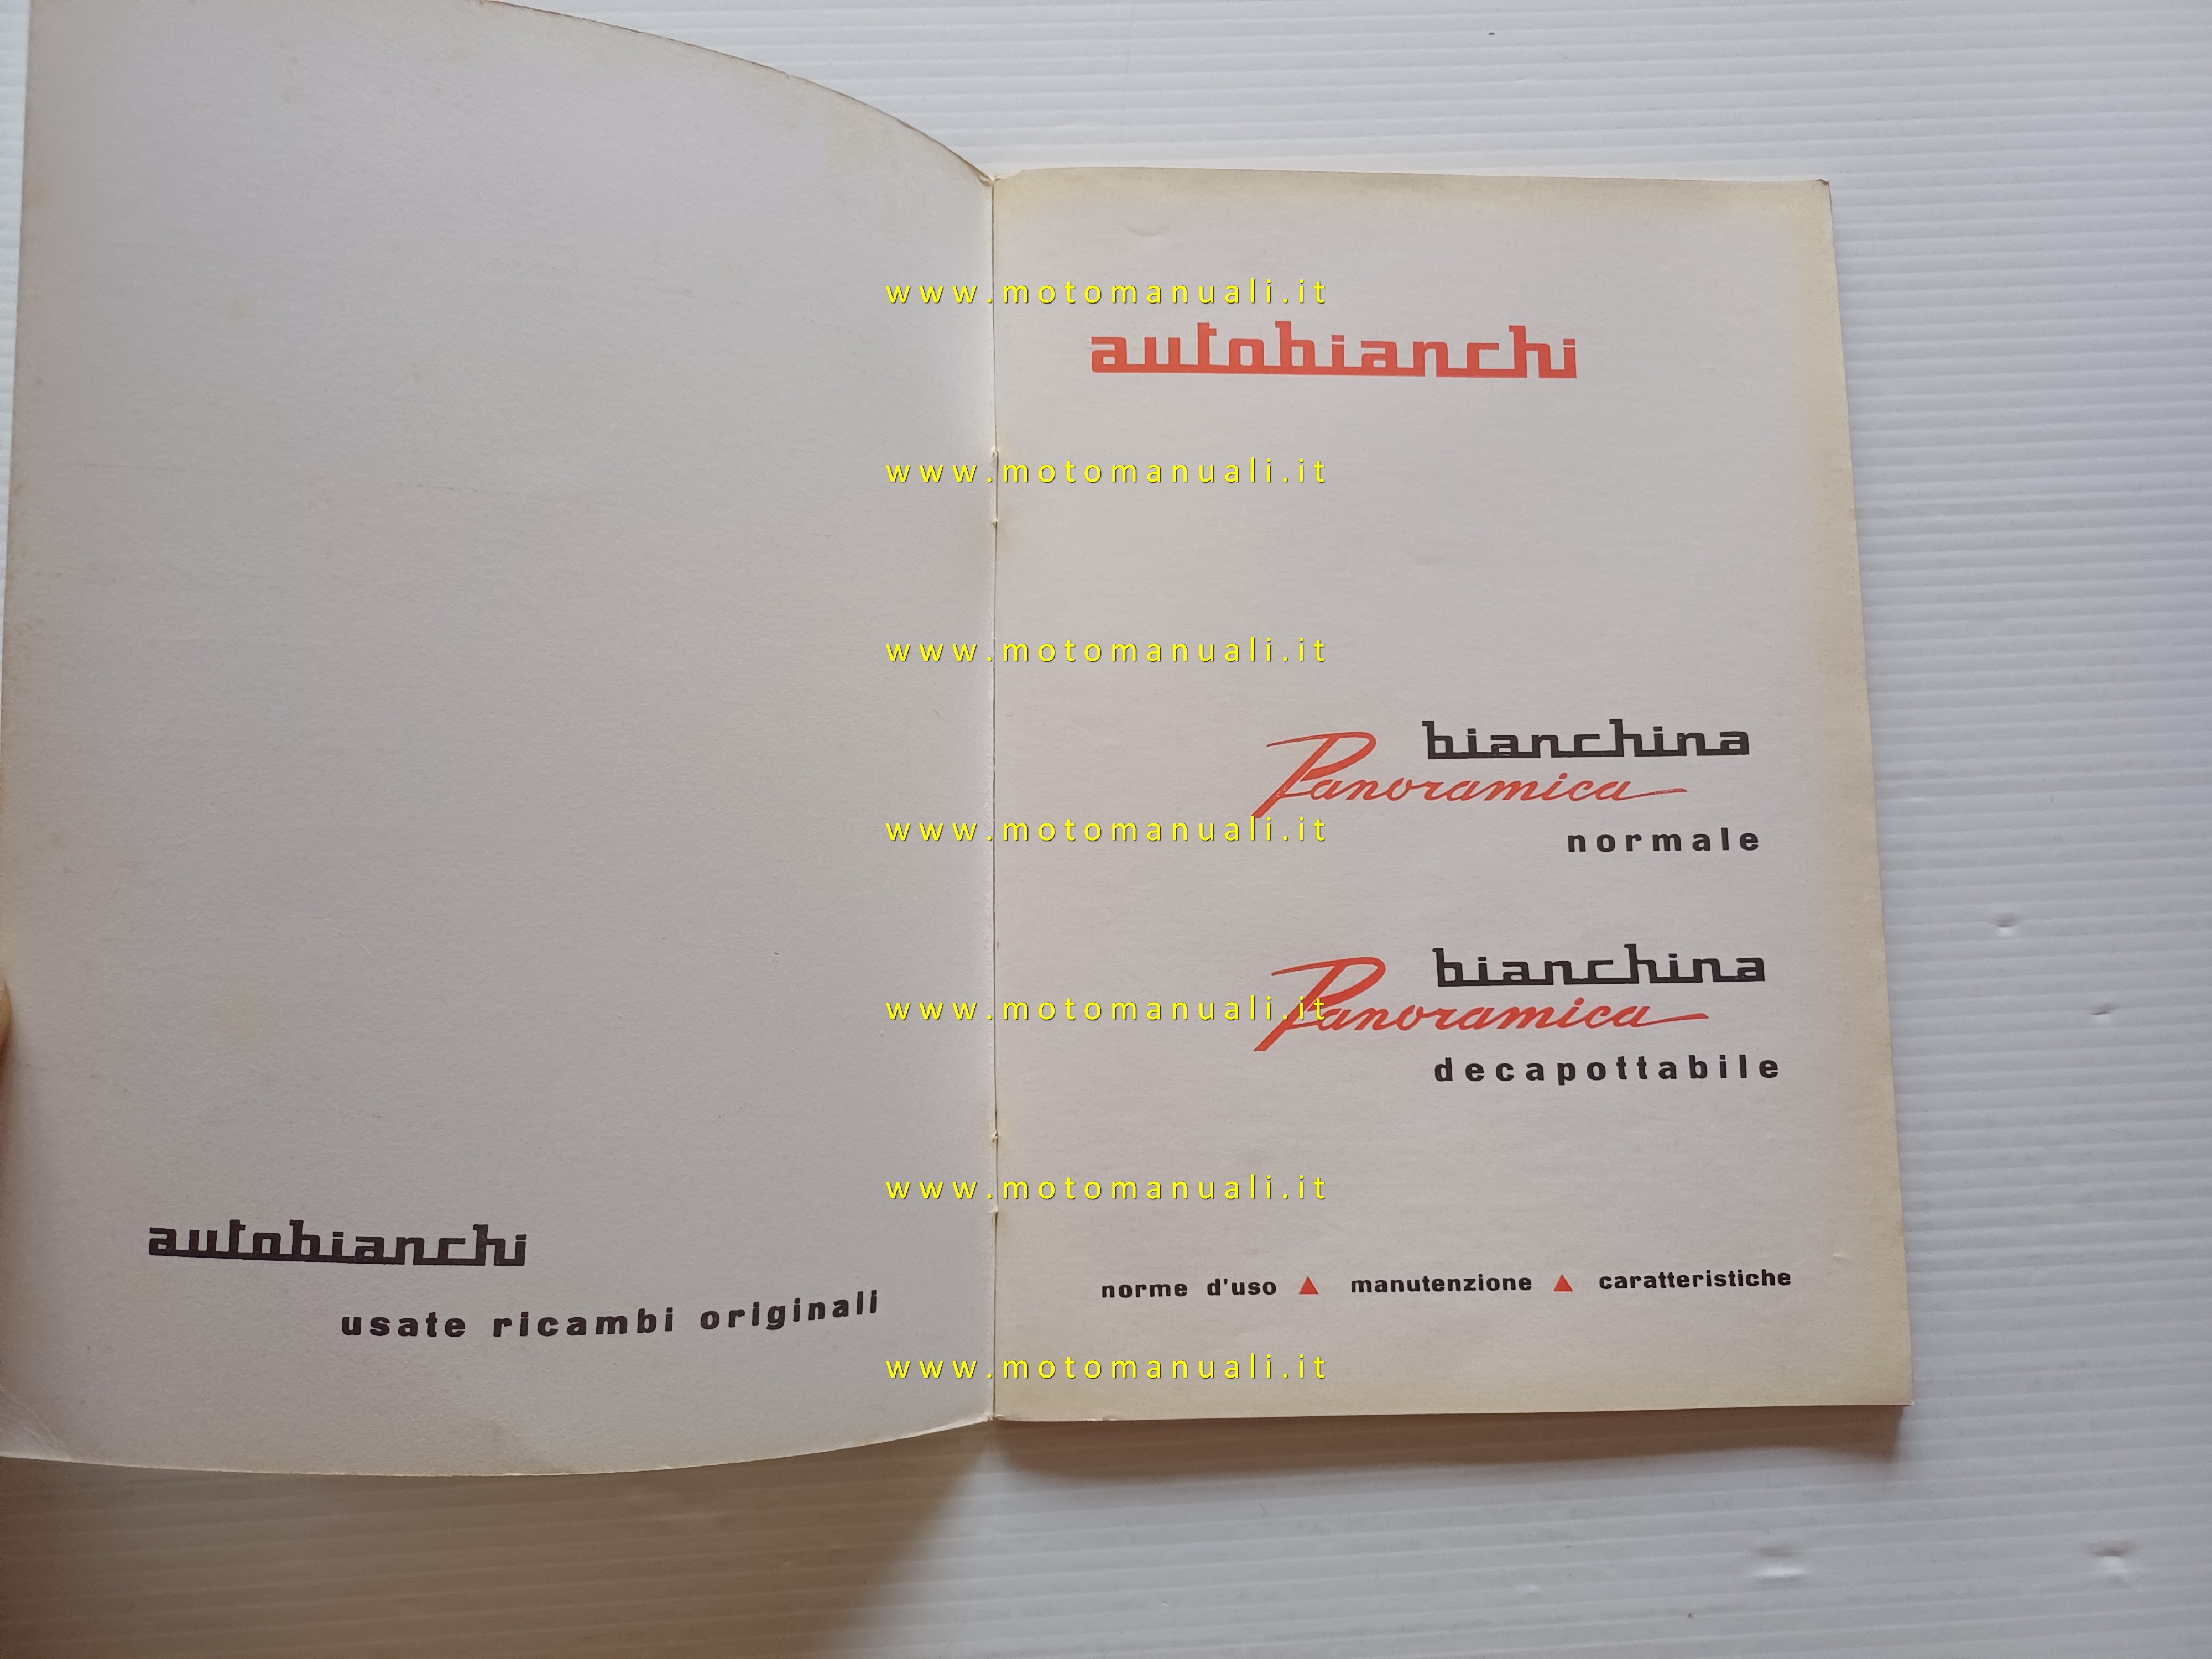 autobianchi
usate ricambi originali
www.motomanuali.it
autobianchi
www.motomanuali.it
www.motomanuali.it
bianchina
Panoramica
www.motomanuali.it
normale
bianchina
www.motomanuali.it
Panoramica
decapottabile
www.motomanuali.it
norme d'uso ▲ manutenzione ▲ caratteristiche
www.motomanuali.it